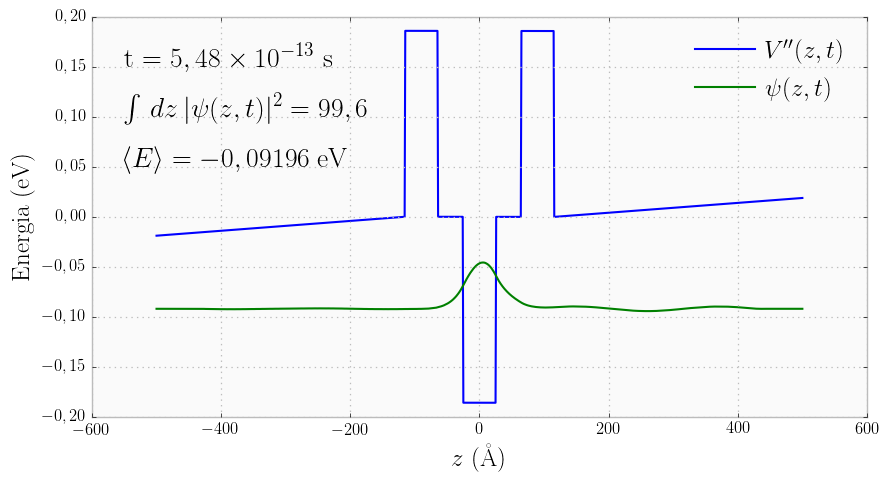 0,20
0,15
0,10
0,05
0,00
−0,05
−0,10
−0,15
−0,20
Energia (eV)
t = 5,48 × 10⁻¹³ s
∫ dz |ψ(z,t)|² = 99,6
⟨E⟩ = −0,09196 eV
V′′(z,t)
ψ(z,t)
−600 −400 −200 0 200 400 600
z (Å)